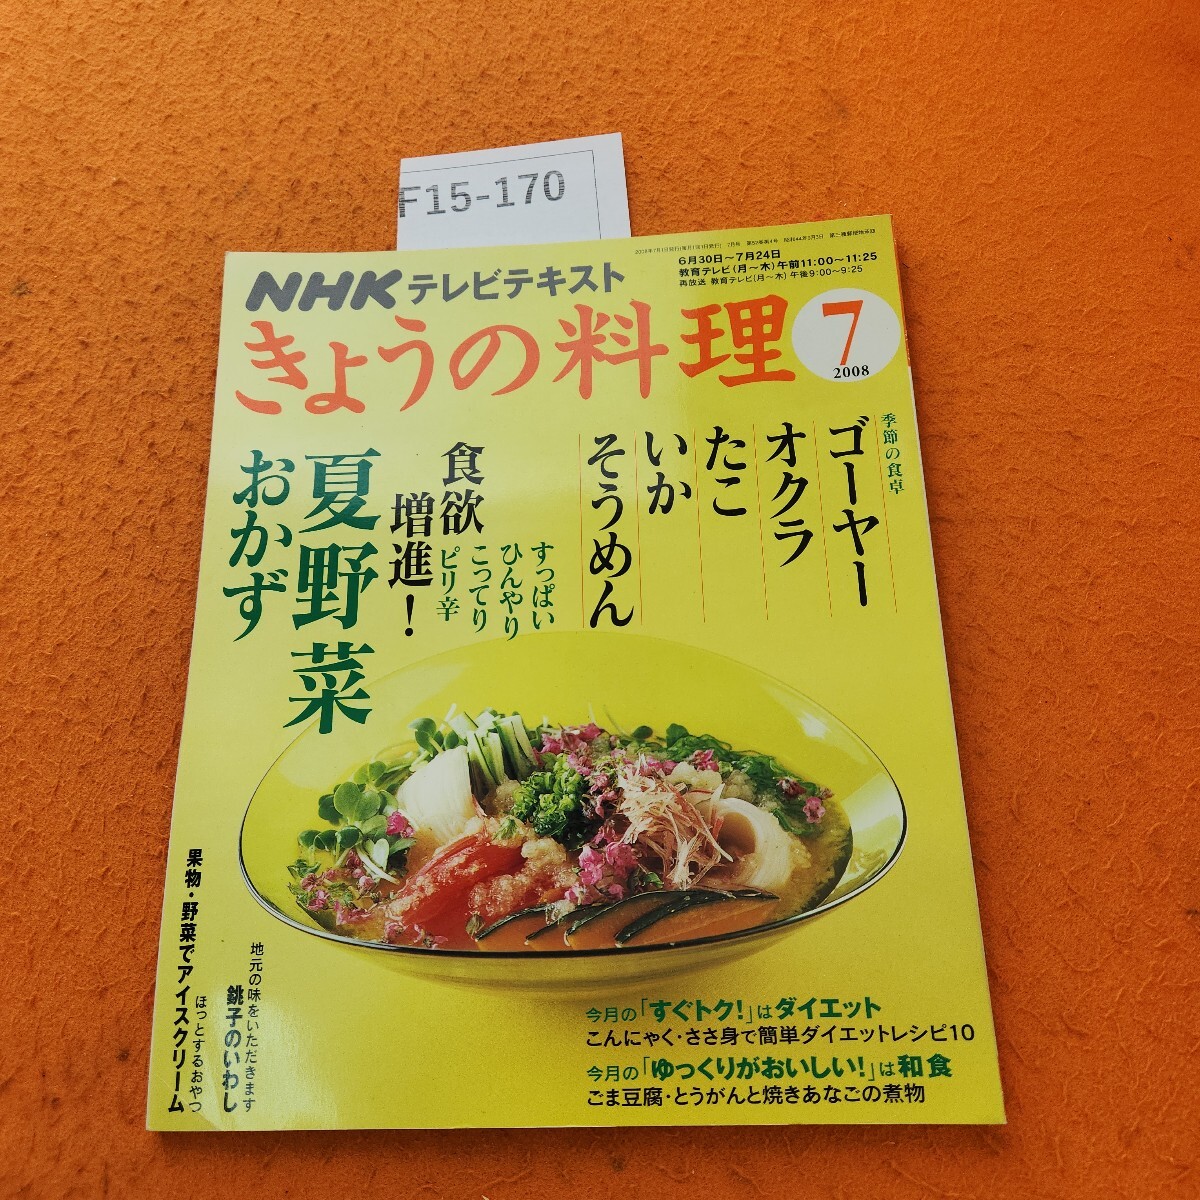 F15-170
6月30日〜7月24日
教育テレビ(月〜木)午前11:00〜11:25
再放送 教育テレビ(月〜木)午後9:00〜9:25
NHKテレビテキスト
きょうの料理
7
2008
季節の食卓
ゴーヤー
オクラ
たこ
いか
そうめん
すっぱい
ひんやり
こってり
ピリ辛
食欲
増進!
夏野菜
おかず
地元の味をいただきます
銚子のいわし
ほっとするおやつ
果物・野菜でアイスクリーム
今月の「すぐトク!」はダイエット
こんにゃく・ささ身で簡単ダイエットレシピ10
今月の「ゆっくりがおいしい!」は和食
ごま豆腐・とうがんと焼きあなごの煮物